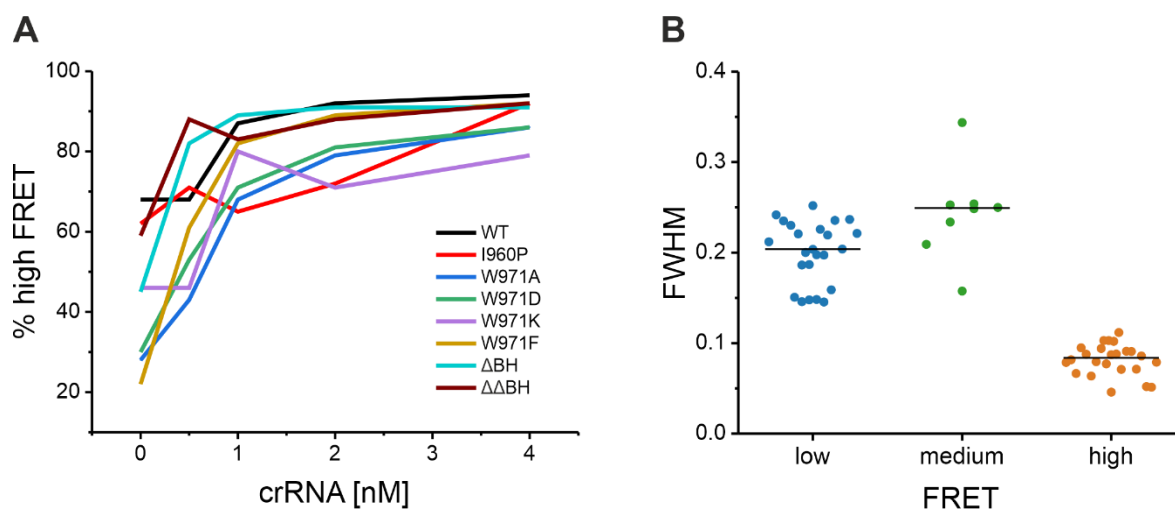 A
% high FRET
100
80
60
40
20
0
1
2
3
4
crRNA [nM]
WT
I960P
W971A
W971D
W971K
W971F
ΔBH
ΔΔBH
B
FWHM
0.4
0.3
0.2
0.1
0.0
low
medium
high
FRET